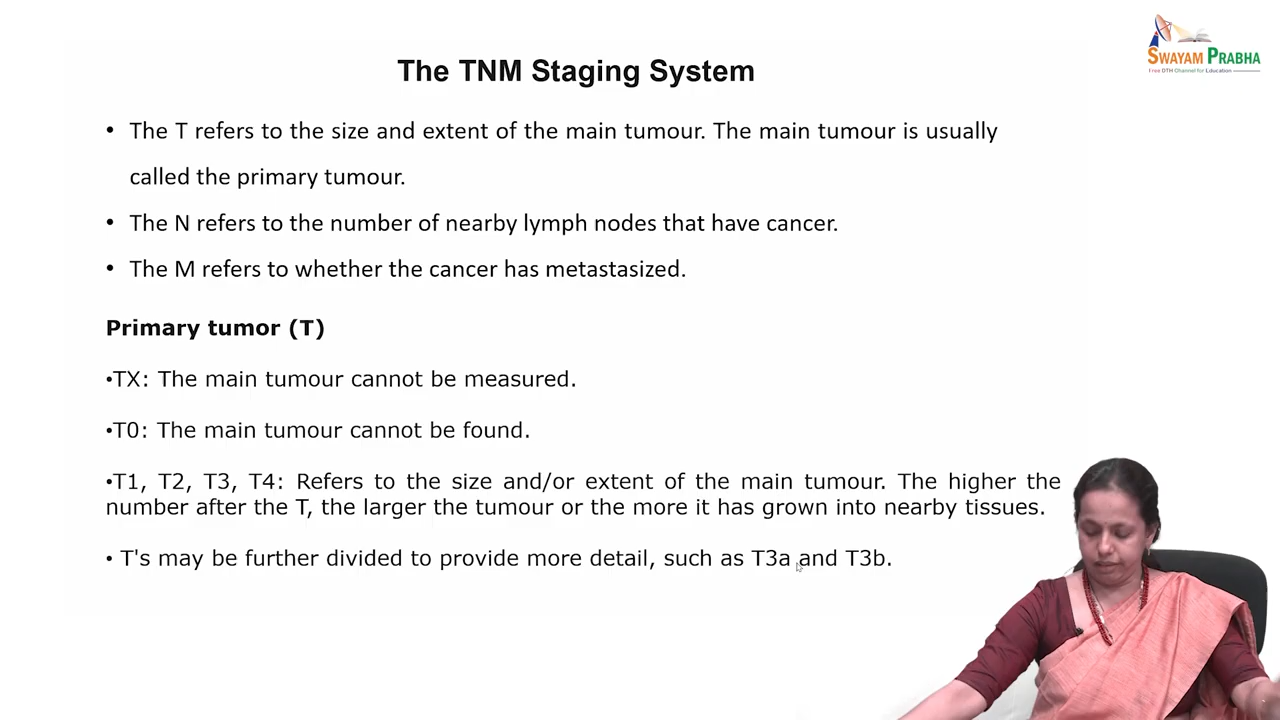 SWAYAM PRABHA
Free DTH Channel for Education
The TNM Staging System
• The T refers to the size and extent of the main tumour. The main tumour is usually
called the primary tumour.
• The N refers to the number of nearby lymph nodes that have cancer.
• The M refers to whether the cancer has metastasized.
Primary tumor (T)
•TX: The main tumour cannot be measured.
•T0: The main tumour cannot be found.
•T1, T2, T3, T4: Refers to the size and/or extent of the main tumour. The higher the
number after the T, the larger the tumour or the more it has grown into nearby tissues.
• T's may be further divided to provide more detail, such as T3a and T3b.